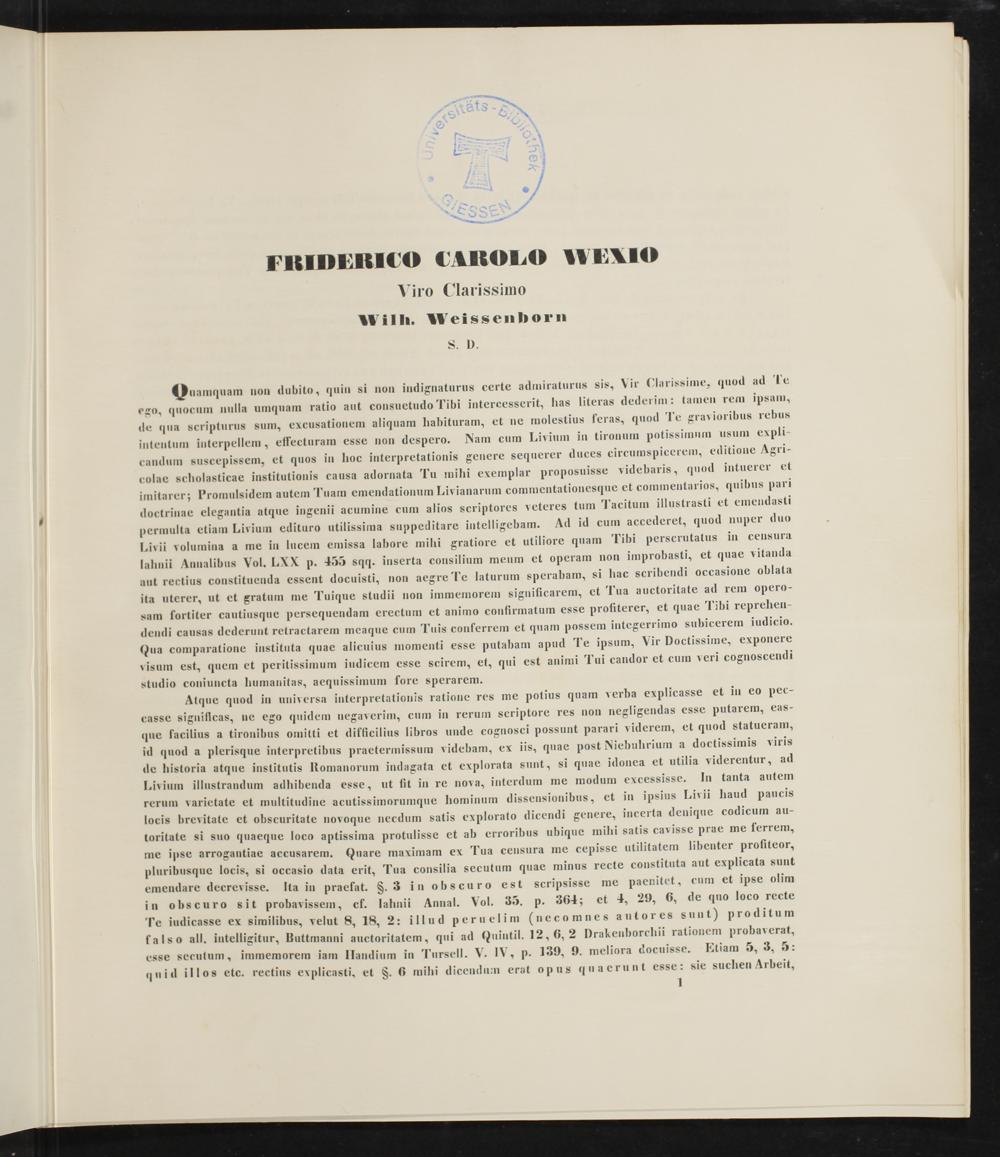 Universitäts-Bibliothek
GIESSEN
FRIDERICO CAROLO WEXIO
Viro Clarissimo
Wilh. Weissenborn
S. D.
Quamquam non dubito, quin si non indignaturus certe admiraturus sis, Vir Clarissime, quod ad Te
ego, quocum nulla umquam ratio aut consuetudo Tibi intercesserit, has literas dederim: tamen rem ipsam,
de qua scripturus sum, excusationem aliquam habituram, et ne molestius feras, quod Te gravioribus rebus
intentum interpellem, effecturam esse non despero. Nam cum Livium in tironum potissimum usum expli-
candum suscepissem, et quos in hoc interpretationis genere sequerer duces circumspicerem, editione Agri-
colae scholasticae institutionis causa adornata Tu mihi exemplar proposuisse videbaris, quod intuerer et
imitarer; Promulsidem autem Tuam emendationum Livianarum commentationesque et commentarios, quibus pari
doctrinae elegantia atque ingenii acumine cum alios scriptores veteres tum Tacitum illustrasti et emendasti
permulta etiam Livium edituro utilissima suppeditare intelligebam. Ad id cum accederet, quod nuper duo
Livii volumina a me in lucem emissa labore mihi gratiore et utiliore quam Tibi perscrutatus in censura
Iahnii Annalibus Vol. LXX p. 455 sqq. inserta consilium meum et operam non improbasti, et quae vitanda
aut rectius constituenda essent docuisti, non aegre Te laturum sperabam, si hac scribendi occasione oblata
ita uterer, ut et gratum me Tuique studii non immemorem significarem, et Tua auctoritate ad rem opero-
sam fortiter cautiusque persequendam erectum et animo confirmatum esse profiterer, et quae Tibi reprehen-
dendi causas dederunt retractarem meaque cum Tuis conferrem et quam possem integerrimo subicerem iudicio.
Qua comparatione instituta quae alicuius momenti esse putabam apud Te ipsum, Vir Doctissime, exponere
visum est, quem et peritissimum iudicem esse scirem, et, qui est animi Tui candor et cum veri cognoscendi
studio coniuncta humanitas, aequissimum fore sperarem.
Atque quod in universa interpretationis ratione res me potius quam verba explicasse et in eo pec-
casse significas, ne ego quidem negaverim, cum in rerum scriptore res non negligendas esse putarem, eas-
que facilius a tironibus omitti et difficilius libros unde cognosci possunt parari viderem, et quod statueram,
id quod a plerisque interpretibus praetermissum videbam, ex iis, quae post Niebuhrium a doctissimis viris
de historia atque institutis Romanorum indagata et explorata sunt, si quae idonea et utilia viderentur, ad
Livium illustrandum adhibenda esse, ut fit in re nova, interdum me modum excessisse. In tanta autem
rerum varietate et multitudine acutissimorumque hominum dissensionibus, et in ipsius Livii haud paucis
locis brevitate et obscuritate novoque necdum satis explorato dicendi genere, incerta denique codicum au-
toritate si suo quaeque loco aptissima protulisse et ab erroribus ubique mihi satis cavisse prae me ferrem,
me ipse arrogantiae accusarem. Quare maximam ex Tua censura me cepisse utilitatem libenter profiteor,
pluribusque locis, si occasio data erit, Tua consilia secutum quae minus recte constituta aut explicata sunt
emendare decrevisse. Ita in praefat. §. 3 in obscuro est scripsisse me paenitet, cum et ipse olim
in obscuro sit probavissem, cf. Iahnii Annal. Vol. 35. p. 364; et 4, 29, 6, de quo loco recte
Te iudicasse ex similibus, velut 8, 18, 2: illud peruelim (nec omnes autores sunt) proditum
falso all. intelligitur, Buttmanni auctoritatem, qui ad Quintil. 12, 6, 2 Drakenborchii rationem probaverat,
esse secutum, immemorem iam Handium in Tursell. V. IV, p. 139, 9. meliora docuisse. Etiam 5, 3, 5:
quid illos etc. rectius explicasti, et §. 6 mihi dicendum erat opus quaerunt esse: sie suchen Arbeit,
1